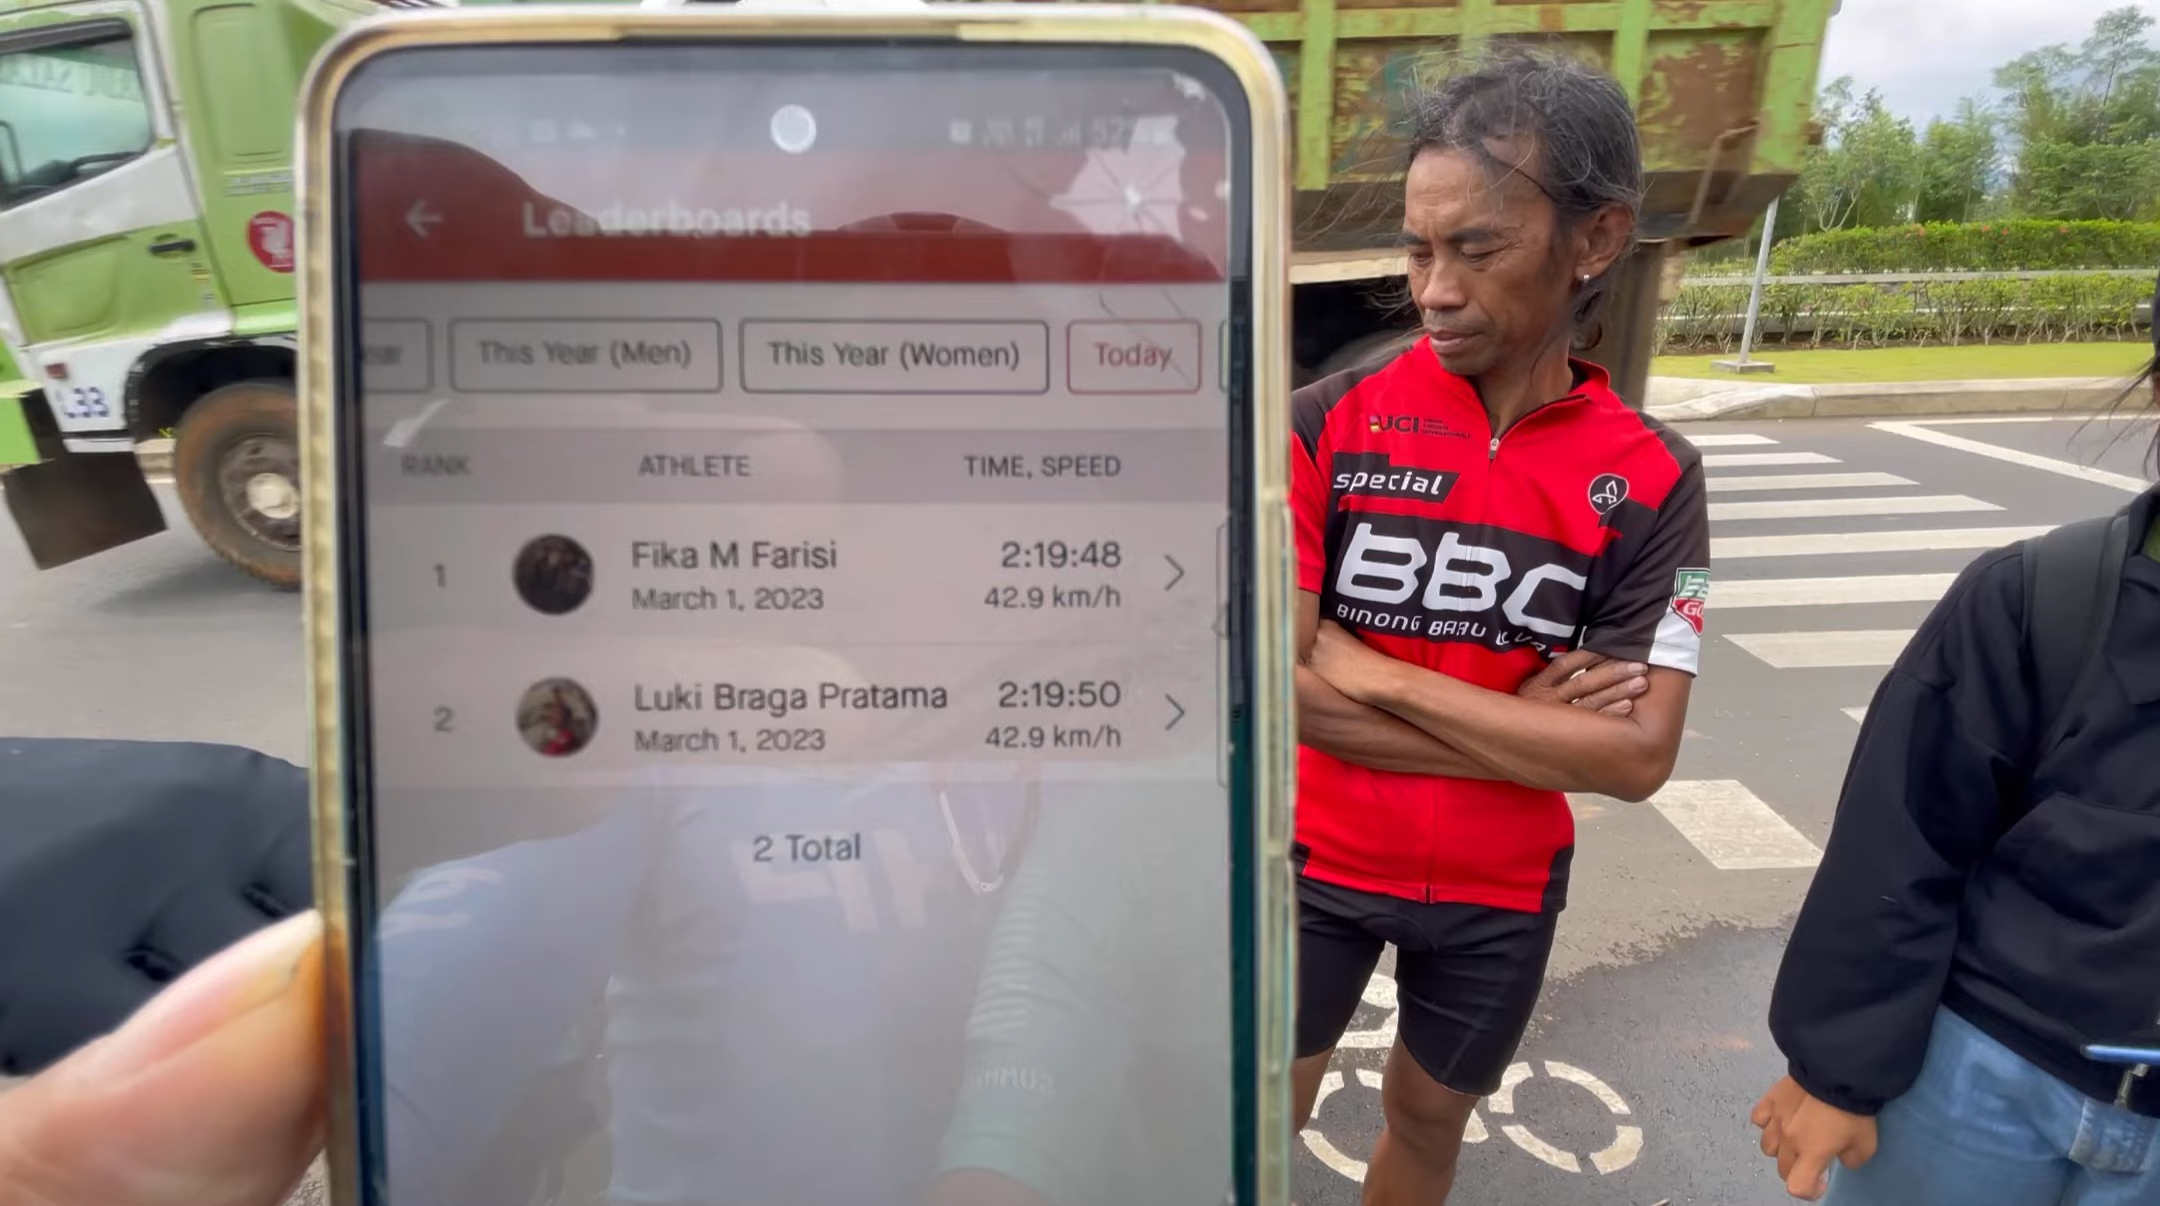 Leaderboards
This Year (Men)
This Year (Women)
Today
RANK ATHLETE TIME, SPEED
1 Fika M Farisi 2:19:48
March 1, 2023 42.9 km/h
2 Luki Braga Pratama 2:19:50
March 1, 2023 42.9 km/h
2 Total
33
UCI
special
BBC
BINONG BARU